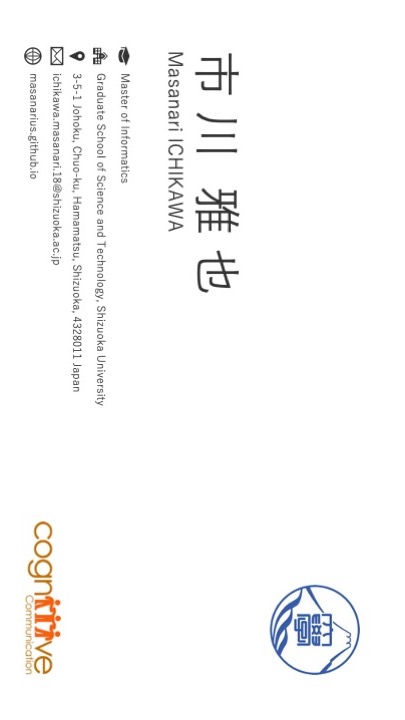 市川 雅也
Masanari ICHIKAWA
Master of Informatics
Graduate School of Science and Technology, Shizuoka University
3-5-1 Johoku, Chuo-ku, Hamamatsu, Shizuoka, 4328011 Japan
ichikawa.masanari.18@shizuoka.ac.jp
masanarius.github.io
cognitive
Communication